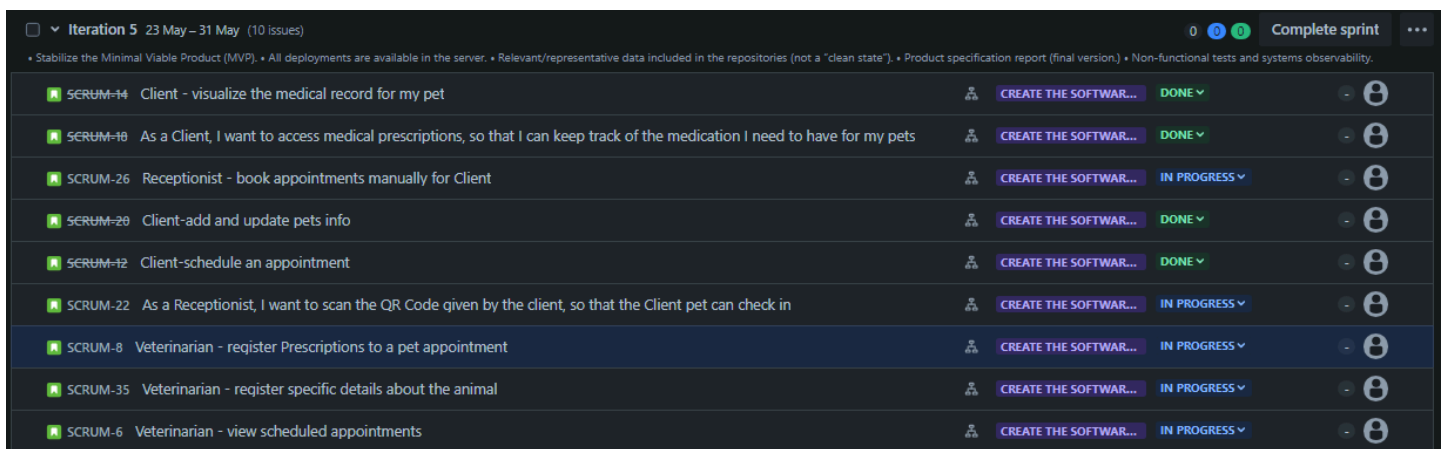 Iteration 5 23 May – 31 May (10 issues) 0 0 0 Complete sprint
• Stabilize the Minimal Viable Product (MVP). • All deployments are available in the server. • Relevant/representative data included in the repositories (not a "clean state"). • Product specification report (final version.) • Non-functional tests and systems observability.
SCRUM-14 Client - visualize the medical record for my pet CREATE THE SOFTWAR... DONE -
SCRUM-18 As a Client, I want to access medical prescriptions, so that I can keep track of the medication I need to have for my pets CREATE THE SOFTWAR... DONE -
SCRUM-26 Receptionist - book appointments manually for Client CREATE THE SOFTWAR... IN PROGRESS -
SCRUM-20 Client-add and update pets info CREATE THE SOFTWAR... DONE -
SCRUM-12 Client-schedule an appointment CREATE THE SOFTWAR... DONE -
SCRUM-22 As a Receptionist, I want to scan the QR Code given by the client, so that the Client pet can check in CREATE THE SOFTWAR... IN PROGRESS -
SCRUM-8 Veterinarian - register Prescriptions to a pet appointment CREATE THE SOFTWAR... IN PROGRESS -
SCRUM-35 Veterinarian - register specific details about the animal CREATE THE SOFTWAR... IN PROGRESS -
SCRUM-6 Veterinarian - view scheduled appointments CREATE THE SOFTWAR... IN PROGRESS -